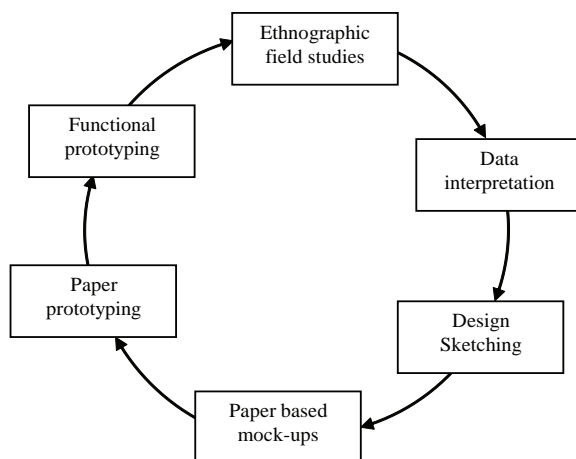 Ethnographic
field studies
Data
interpretation
Design
Sketching
Paper based
mock-ups
Paper
prototyping
Functional
prototyping